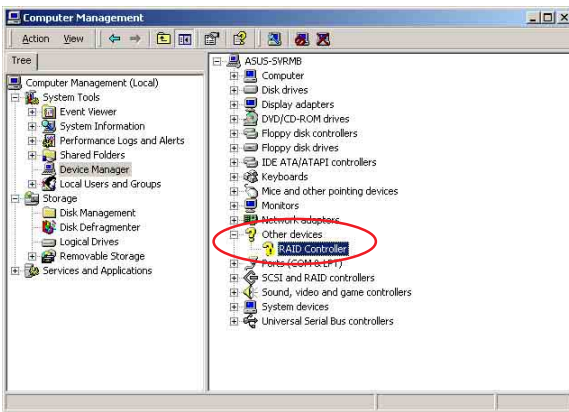 Computer Management
Action View
Tree
Computer Management (Local)
System Tools
Event Viewer
System Information
Performance Logs and Alerts
Shared Folders
Device Manager
Local Users and Groups
Storage
Disk Management
Disk Defragmenter
Logical Drives
Removable Storage
Services and Applications
ASUS-SVRMB
Computer
Disk drives
Display adapters
DVD/CD-ROM drives
Floppy disk controllers
Floppy disk drives
IDE ATA/ATAPI controllers
Keyboards
Mice and other pointing devices
Monitors
Network adapters
Other devices
RAID Controller
Ports (COM & LPT)
SCSI and RAID controllers
Sound, video and game controllers
System devices
Universal Serial Bus controllers